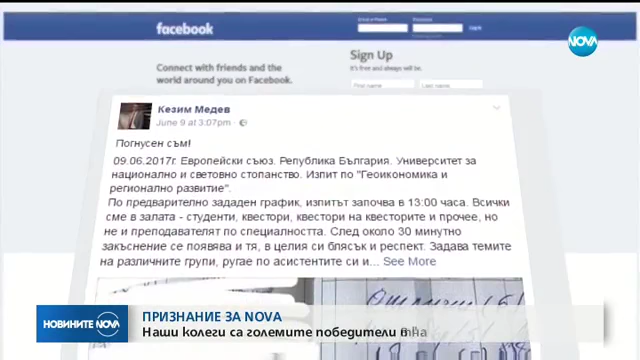 facebook
NOVA
Sign Up
It's free and always will be.
Connect with friends and the
world around you on Facebook.
First name
Last name
Кезим Медев
June 9 at 3:07pm
Погнусен съм!
09.06.2017г. Европейски съюз. Република България. Университет за
национално и световно стопанство. Изпит по "Геоикономика и
регионално развитие".
По предварително зададен график, изпитът започва в 13:00 часа. Всички
сме в залата - студенти, квестори, квестори на квесторите и прочее, но
не и преподавателят по специалността. След около 30 минутно
закъснение се появява и тя, в целия си блясък и респект. Задава темите
на различните групи, ругае по асистентите си и... See More
НОВИНИТЕ NOVA
ПРИЗНАНИЕ ЗА NOVA
Наши колеги са големите победители